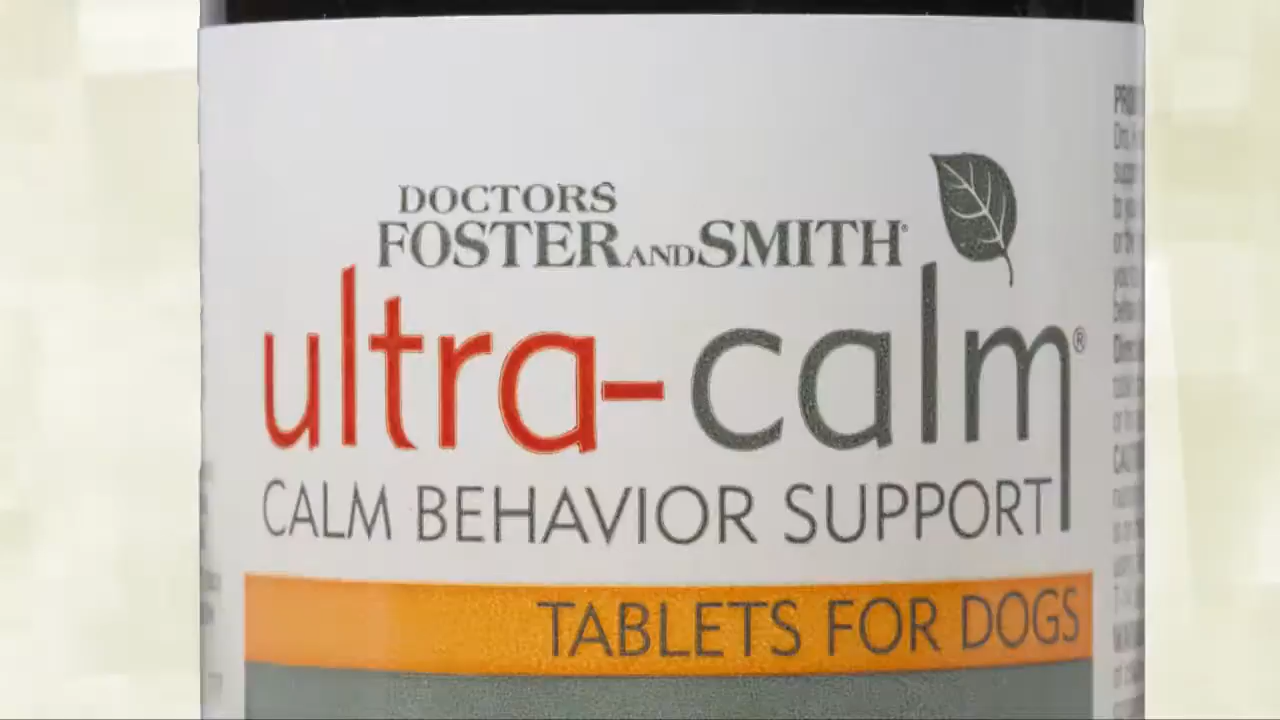 DOCTORS
FOSTER AND SMITH®
ultra-calm®
CALM BEHAVIOR SUPPORT
TABLETS FOR DOGS